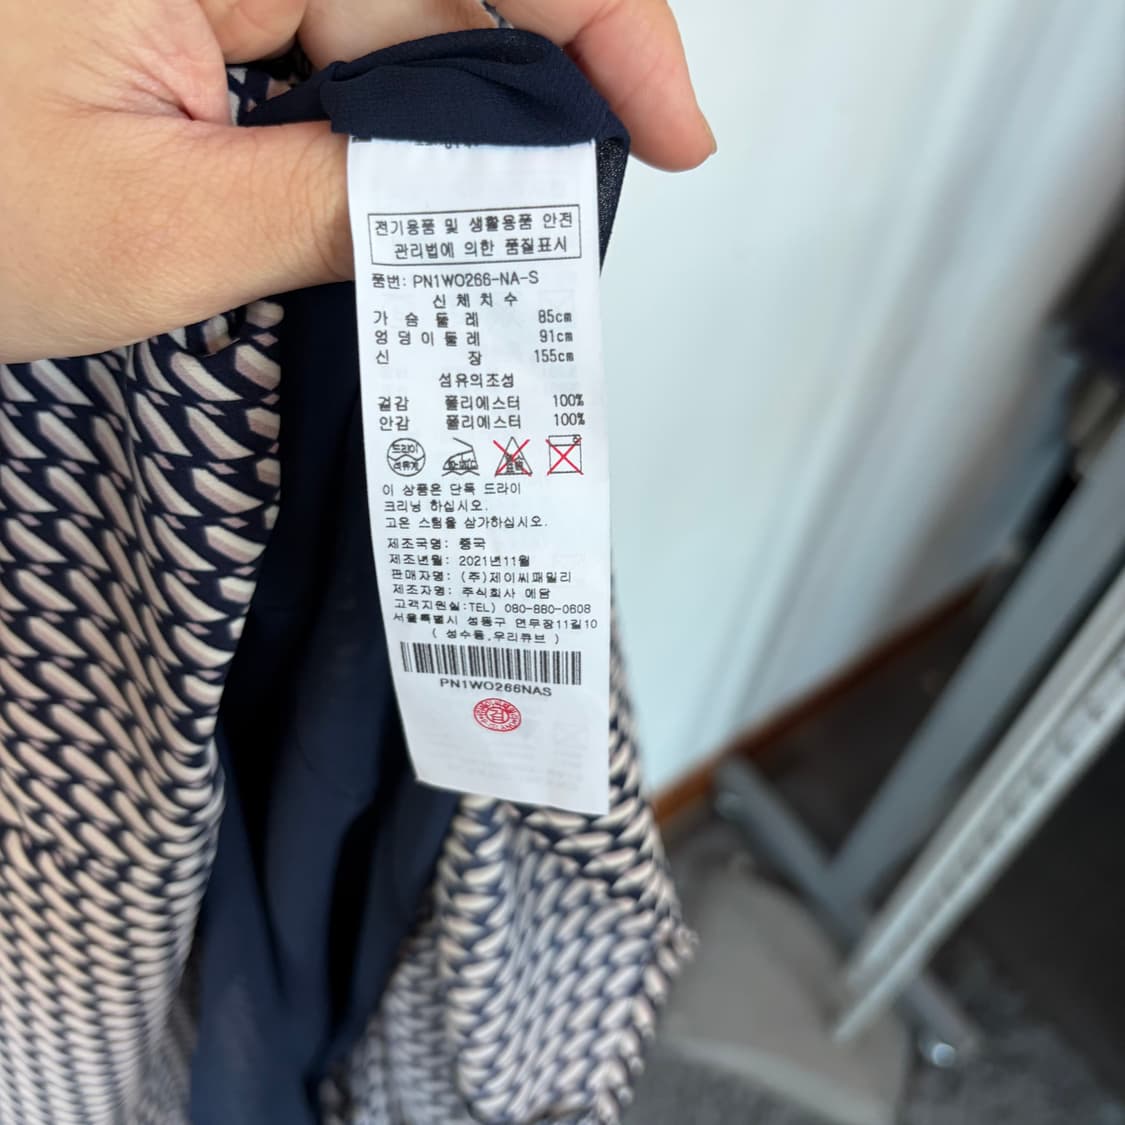 전기용품 및 생활용품 안전
관리법에 의한 품질표시
품번: PN1WO266-NA-S
신 체 치 수
가 슴 둘 레 85cm
엉 덩 이 둘 레 91cm
신 장 155cm
섬유의조성
겉감 폴리에스터 100%
안감 폴리에스터 100%
드라이
석유계
이 상품은 단독 드라이
크리닝 하십시오.
고온 스팀을 삼가하십시오.
제조국명: 중국
제조년월: 2021년11월
판매자명: (주)제이씨패밀리
제조자명: 주식회사 에담
고객지원실:TEL) 080-880-0608
서울특별시 성동구 연무장11길10
( 성수동,우리큐브 )
PN1WO266NAS